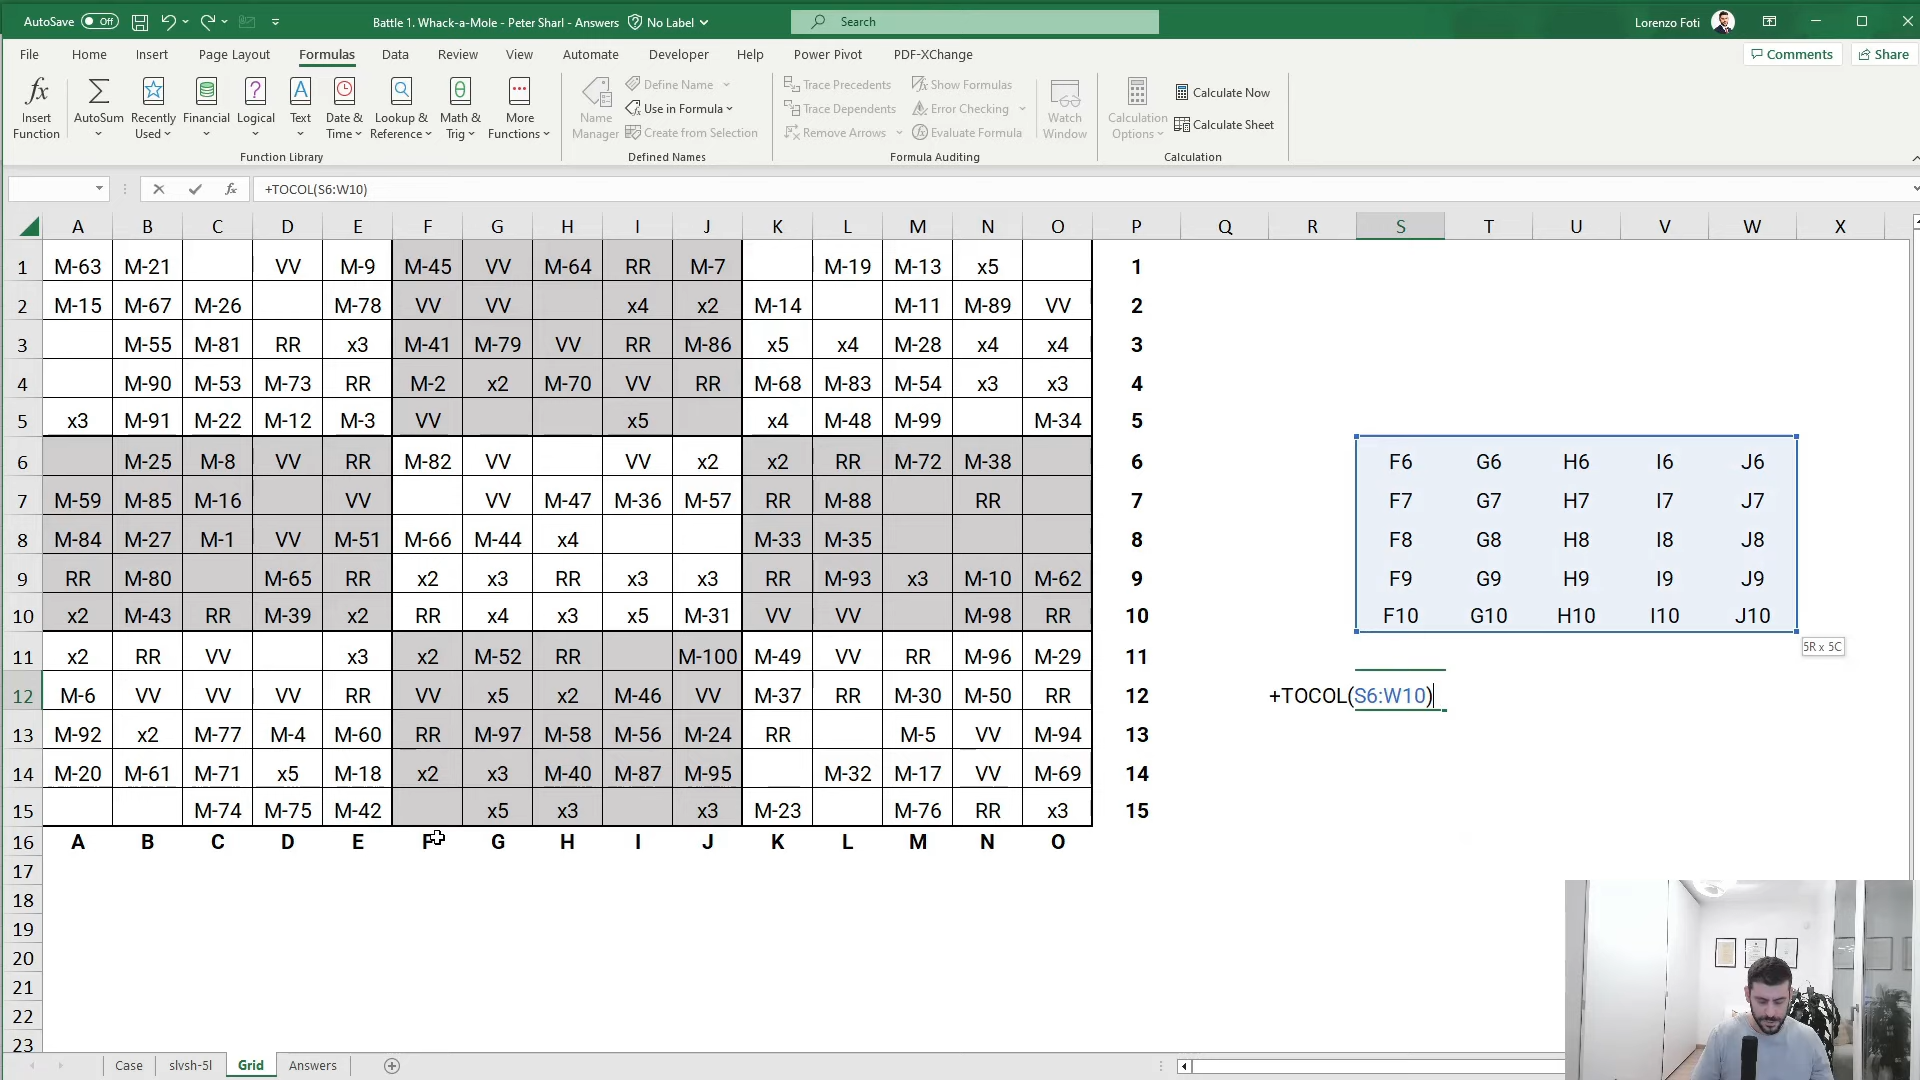 AutoSave Off Battle 1. Whack-a-Mole - Peter Sharl - Answers No Label Search Lorenzo Foti
File Home Insert Page Layout Formulas Data Review View Automate Developer Help Power Pivot PDF-XChange Comments Share
Insert Function AutoSum Recently Used Financial Logical Text Date & Time Lookup & Reference Math & Trig More Functions
Function Library
Name Manager Define Name Use in Formula Create from Selection
Defined Names
Trace Precedents Show Formulas
Trace Dependents Error Checking
Remove Arrows Evaluate Formula
Watch Window
Formula Auditing
Calculation Options Calculate Now Calculate Sheet
Calculation
+TOCOL(S6:W10)
A B C D E F G H I J K L M N O P Q R S T U V W X
1 M-63 M-21 VV M-9 M-45 VV M-64 RR M-7 M-19 M-13 x5 1
2 M-15 M-67 M-26 M-78 VV VV x4 x2 M-14 M-11 M-89 VV 2
3 M-55 M-81 RR x3 M-41 M-79 VV RR M-86 x5 x4 M-28 x4 x4 3
4 M-90 M-53 M-73 RR M-2 x2 M-70 VV RR M-68 M-83 M-54 x3 x3 4
5 x3 M-91 M-22 M-12 M-3 VV x5 x4 M-48 M-99 M-34 5
6 M-25 M-8 VV RR M-82 VV VV x2 x2 RR M-72 M-38 6 F6 G6 H6 I6 J6
7 M-59 M-85 M-16 VV VV M-47 M-36 M-57 RR M-88 RR 7 F7 G7 H7 I7 J7
8 M-84 M-27 M-1 VV M-51 M-66 M-44 x4 M-33 M-35 8 F8 G8 H8 I8 J8
9 RR M-80 M-65 RR x2 x3 RR x3 x3 RR M-93 x3 M-10 M-62 9 F9 G9 H9 I9 J9
10 x2 M-43 RR M-39 x2 RR x4 x3 x5 M-31 VV VV M-98 RR 10 F10 G10 H10 I10 J10
5R x 5C
11 x2 RR VV x3 x2 M-52 RR M-100 M-49 VV RR M-96 M-29 11
12 M-6 VV VV VV RR VV x5 x2 M-46 VV M-37 RR M-30 M-50 RR 12 +TOCOL(S6:W10)
13 M-92 x2 M-77 M-4 M-60 RR M-97 M-58 M-56 M-24 RR M-5 VV M-94 13
14 M-20 M-61 M-71 x5 M-18 x2 x3 M-40 M-87 M-95 M-32 M-17 VV M-69 14
15 M-74 M-75 M-42 x5 x3 x3 M-23 M-76 RR x3 15
16 A B C D E F G H I J K L M N O
17
18
19
20
21
22
23
Case slvsh-5l Grid Answers